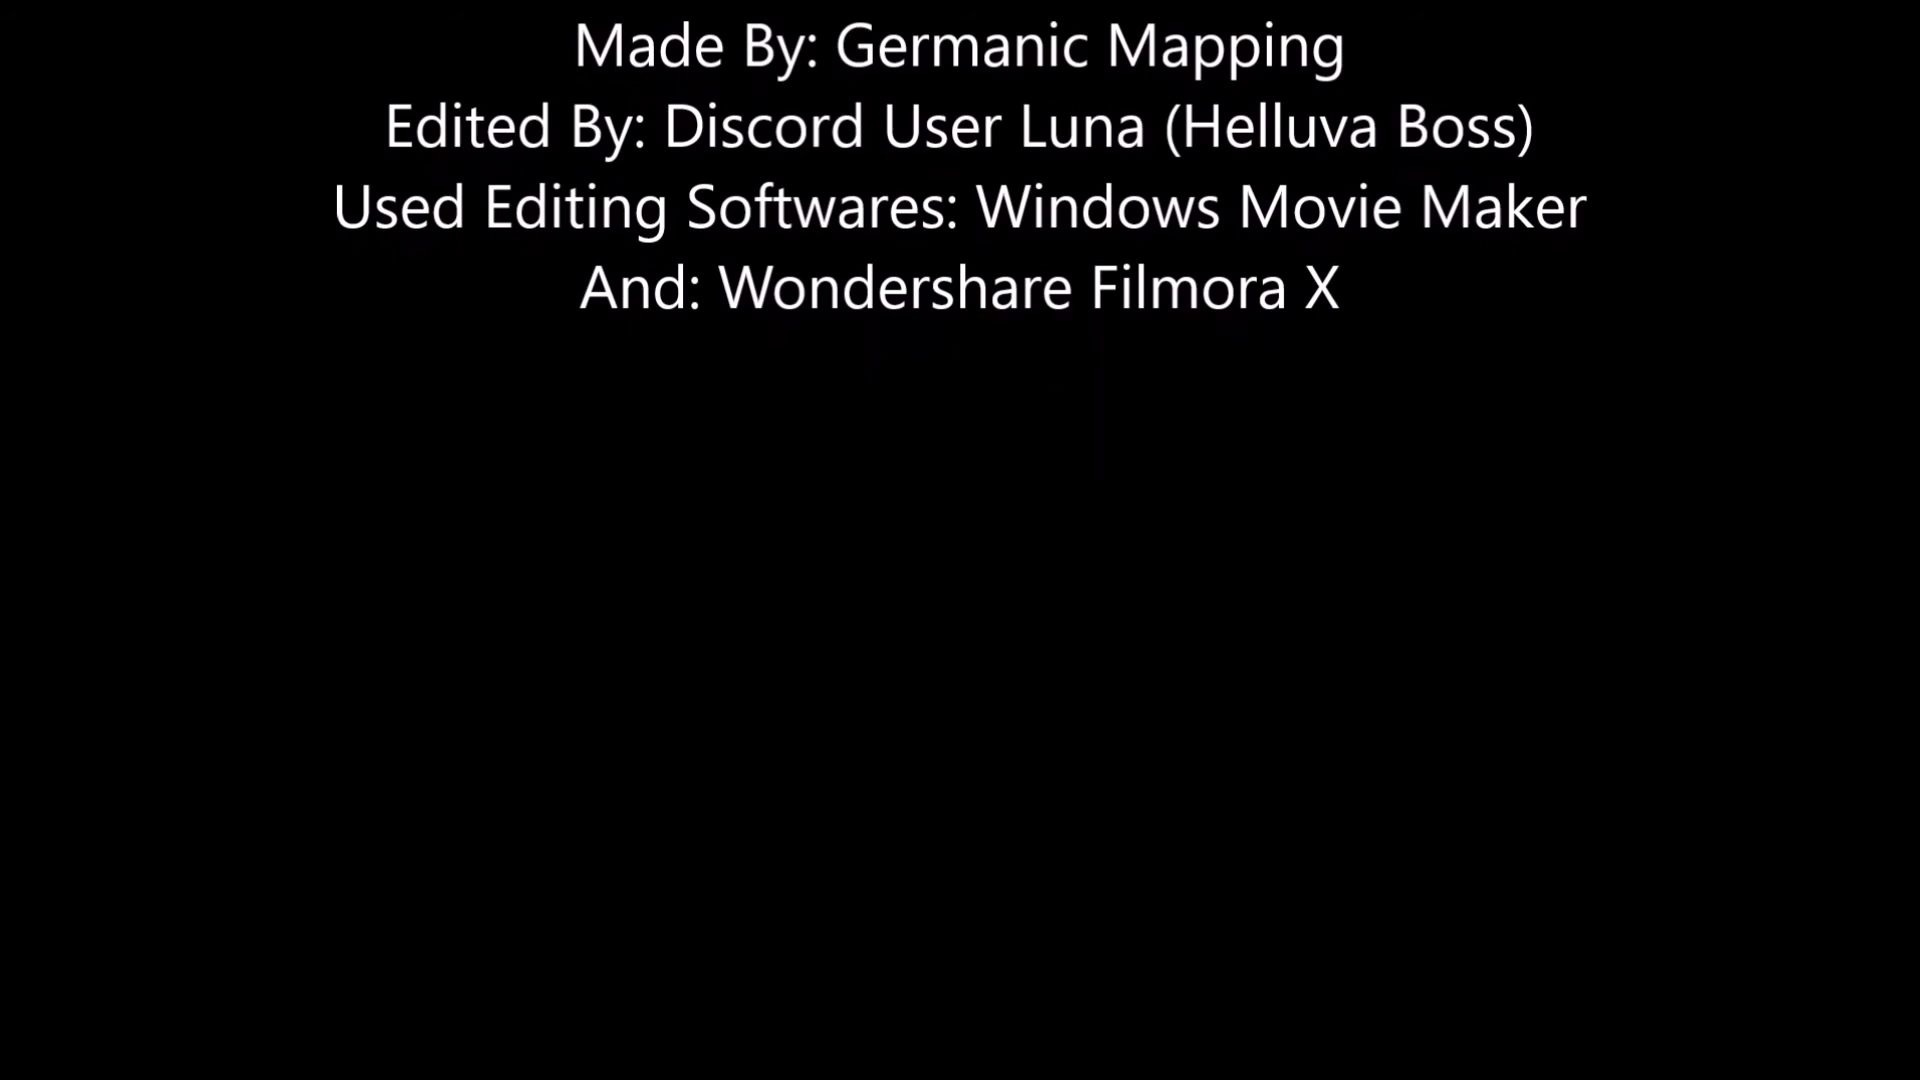 Made By: Germanic Mapping
Edited By: Discord User Luna (Helluva Boss)
Used Editing Softwares: Windows Movie Maker
And: Wondershare Filmora X